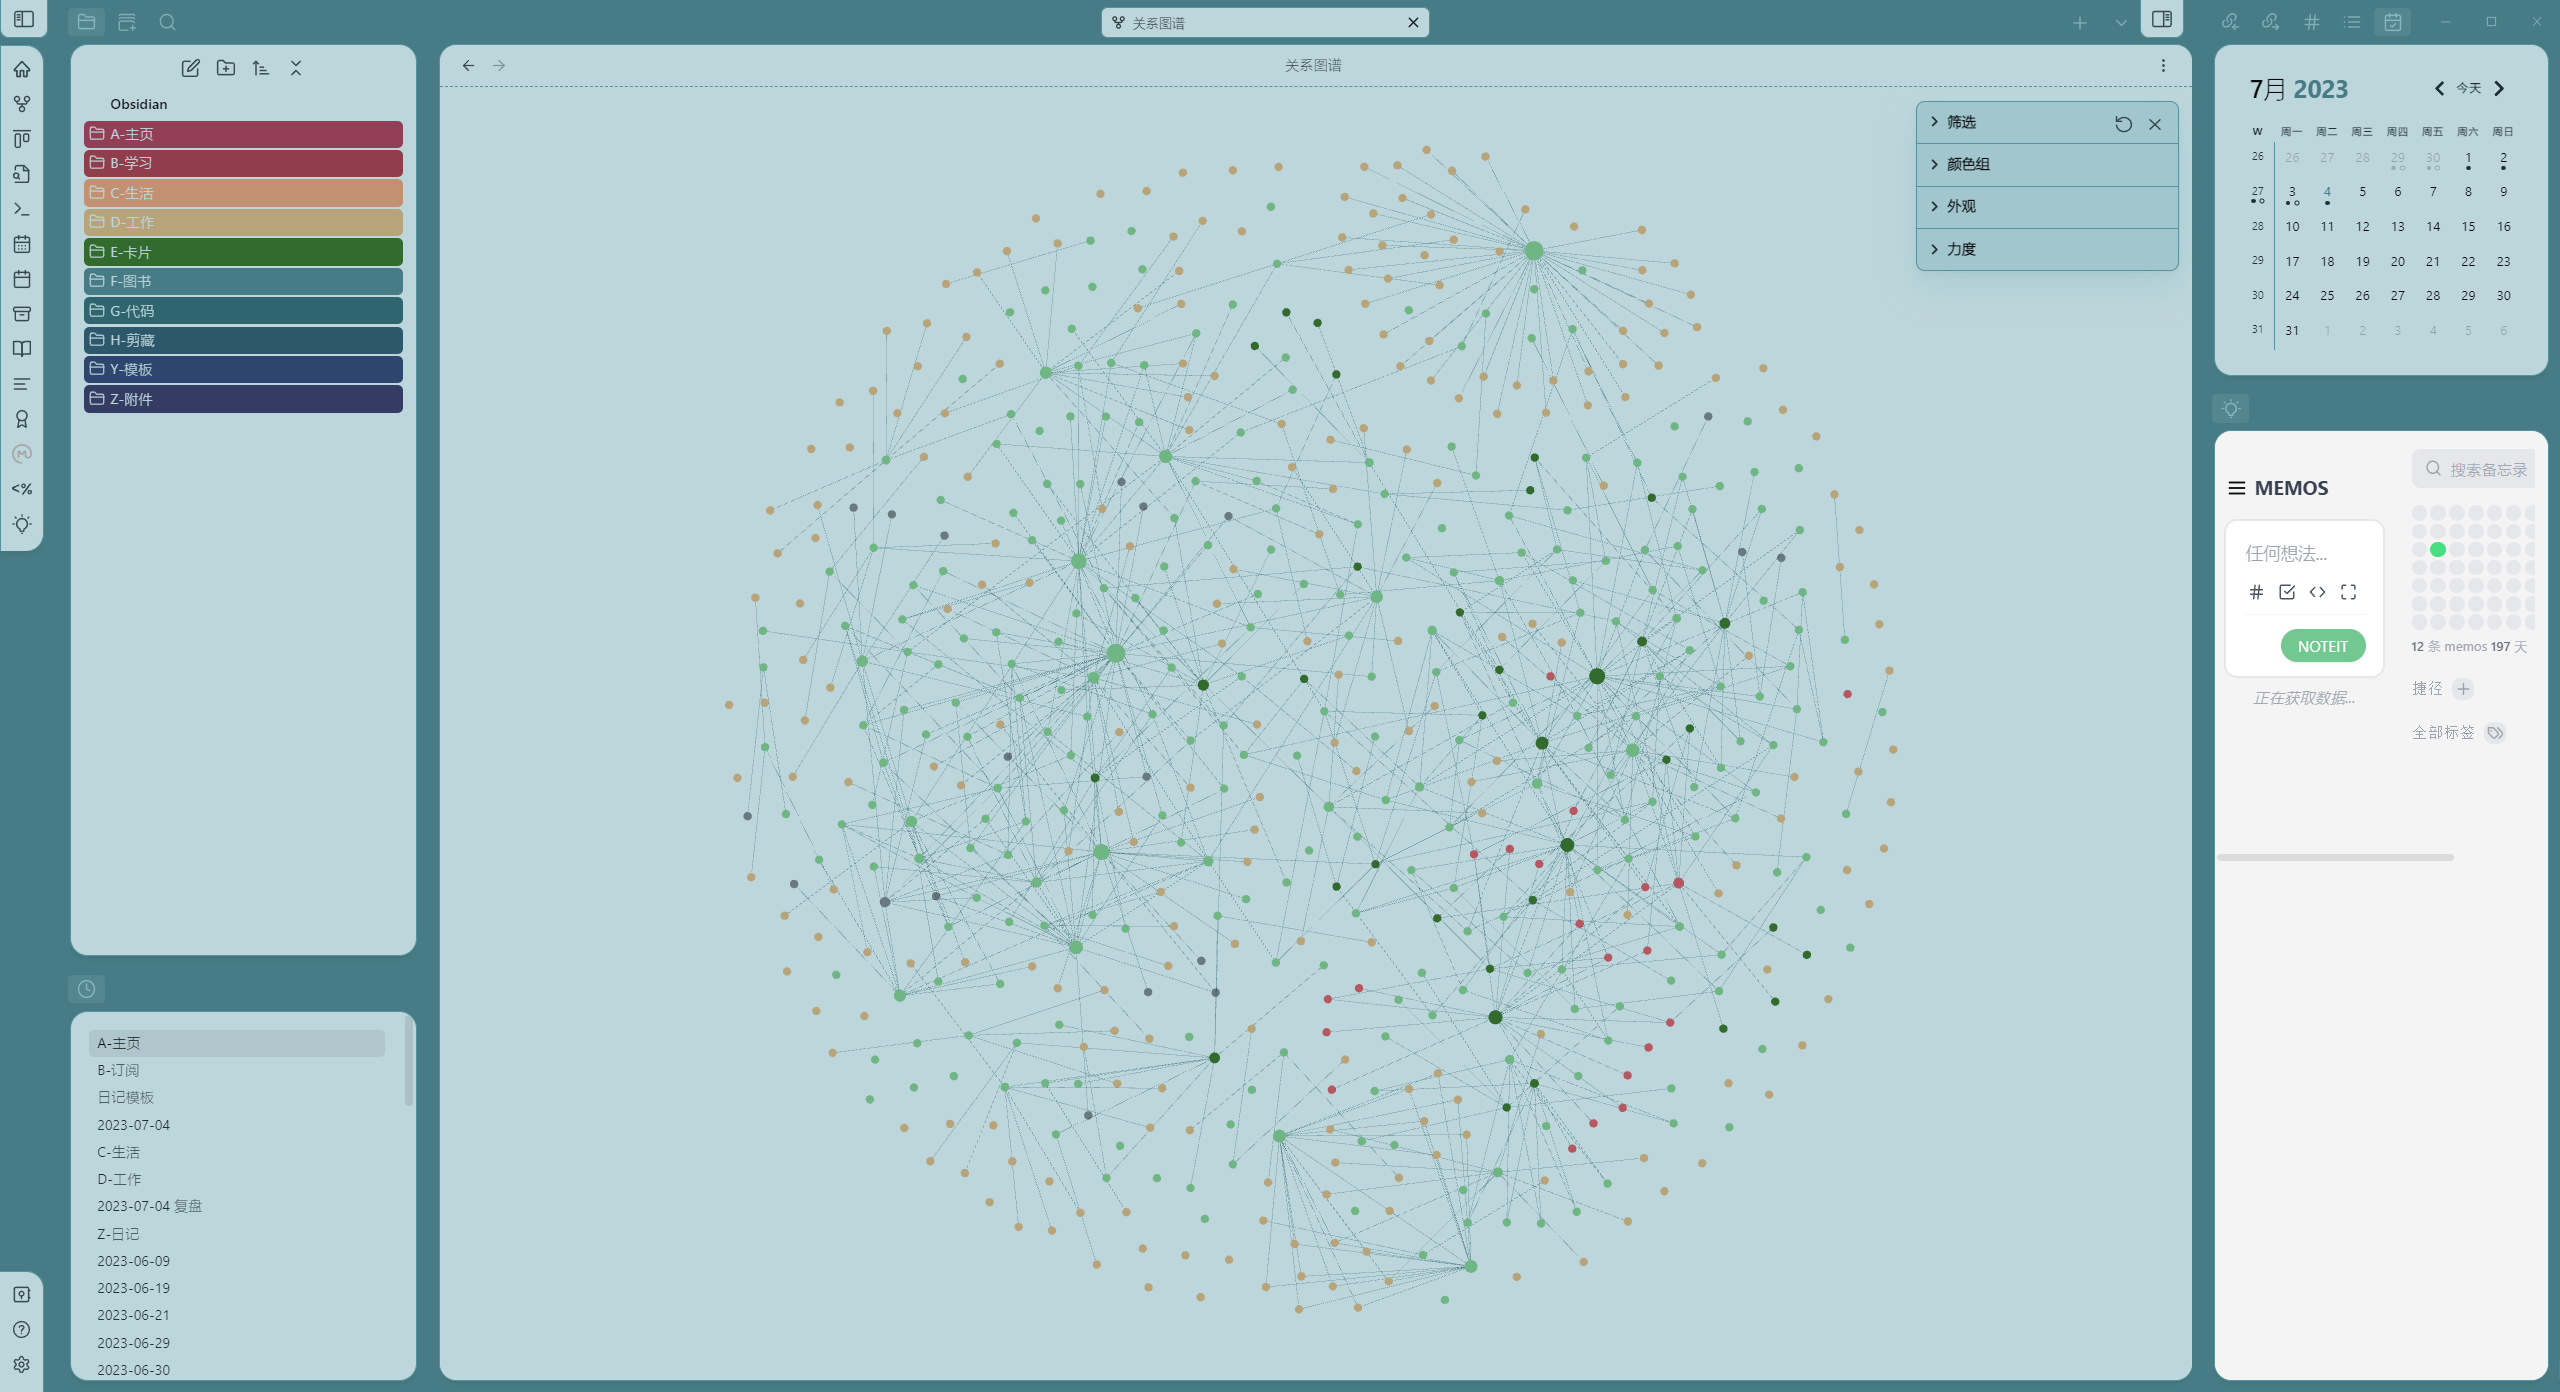 关系图谱
Obsidian
A-主页
B-学习
C-生活
D-工作
E-卡片
F-图书
G-代码
H-剪藏
Y-模板
Z-附件
A-主页
B-订阅
日记模板
2023-07-04
C-生活
D-工作
2023-07-04 复盘
Z-日记
2023-06-09
2023-06-19
2023-06-21
2023-06-29
2023-06-30
<%
关系图谱
筛选
颜色组
外观
力度
7月 2023 今天
W 周一 周二 周三 周四 周五 周六 周日
26 26 27 28 29 30 1 2
27 3 4 5 6 7 8 9
28 10 11 12 13 14 15 16
29 17 18 19 20 21 22 23
30 24 25 26 27 28 29 30
31 31 1 2 3 4 5 6
MEMOS
任何想法...
NOTEIT
正在获取数据...
搜索备忘录
12 条 memos 197 天
捷径
全部标签